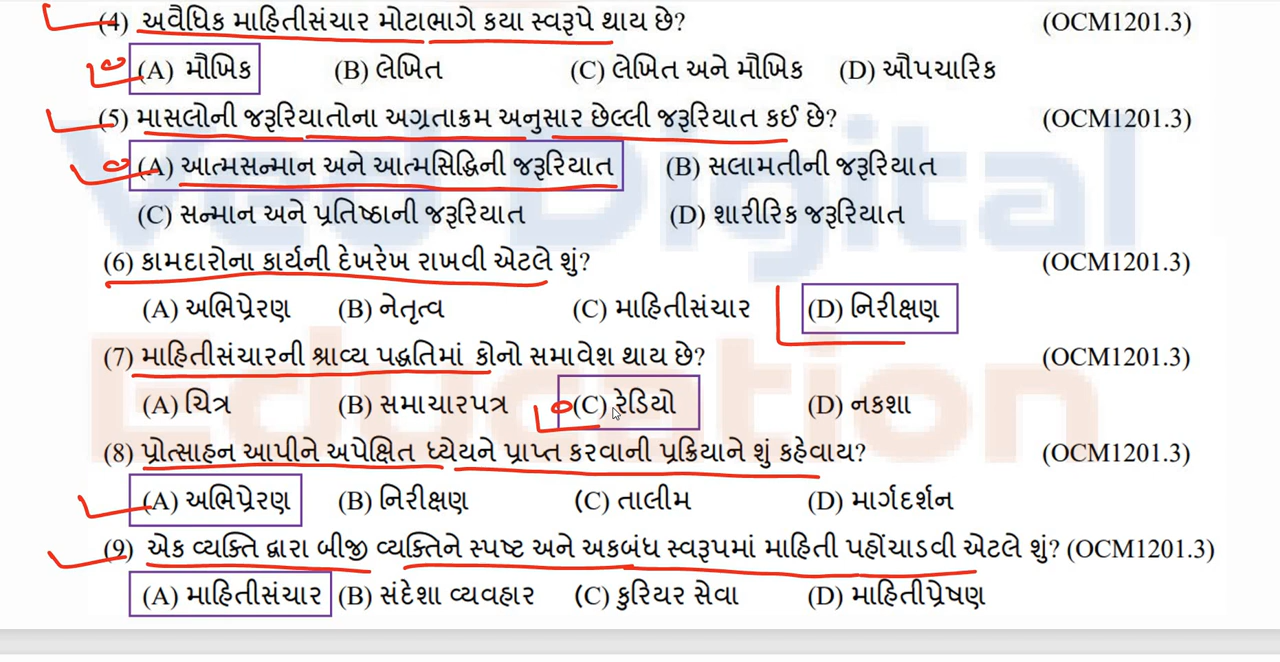 (4) અવૈધિક માહિતીસંચાર મોટાભાગે કયા સ્વરૂપે થાય છે? (OCM1201.3)
(A) મૌખિક (B) લેખિત (C) લેખિત અને મૌખિક (D) ઔપચારિક
(5) માસલોની જરૂરિયાતોના અગ્રતાક્રમ અનુસાર છેલ્લી જરૂરિયાત કઈ છે? (OCM1201.3)
(A) આત્મસન્માન અને આત્મસિદ્ધિની જરૂરિયાત (B) સલામતીની જરૂરિયાત
(C) સન્માન અને પ્રતિષ્ઠાની જરૂરિયાત (D) શારીરિક જરૂરિયાત
(6) કામદારોના કાર્યની દેખરેખ રાખવી એટલે શું? (OCM1201.3)
(A) અભિપ્રેરણ (B) નેતૃત્વ (C) માહિતીસંચાર (D) નિરીક્ષણ
(7) માહિતીસંચારની શ્રાવ્ય પદ્ધતિમાં કોનો સમાવેશ થાય છે? (OCM1201.3)
(A) ચિત્ર (B) સમાચારપત્ર (C) રેડિયો (D) નકશા
(8) પ્રોત્સાહન આપીને અપેક્ષિત ધ્યેયને પ્રાપ્ત કરવાની પ્રક્રિયાને શું કહેવાય? (OCM1201.3)
(A) અભિપ્રેરણ (B) નિરીક્ષણ (C) તાલીમ (D) માર્ગદર્શન
(9) એક વ્યક્તિ દ્વારા બીજી વ્યક્તિને સ્પષ્ટ અને અકબંધ સ્વરૂપમાં માહિતી પહોંચાડવી એટલે શું? (OCM1201.3)
(A) માહિતીસંચાર (B) સંદેશા વ્યવહાર (C) કુરિયર સેવા (D) માહિતીપ્રેષણ
Ved Digital
Education